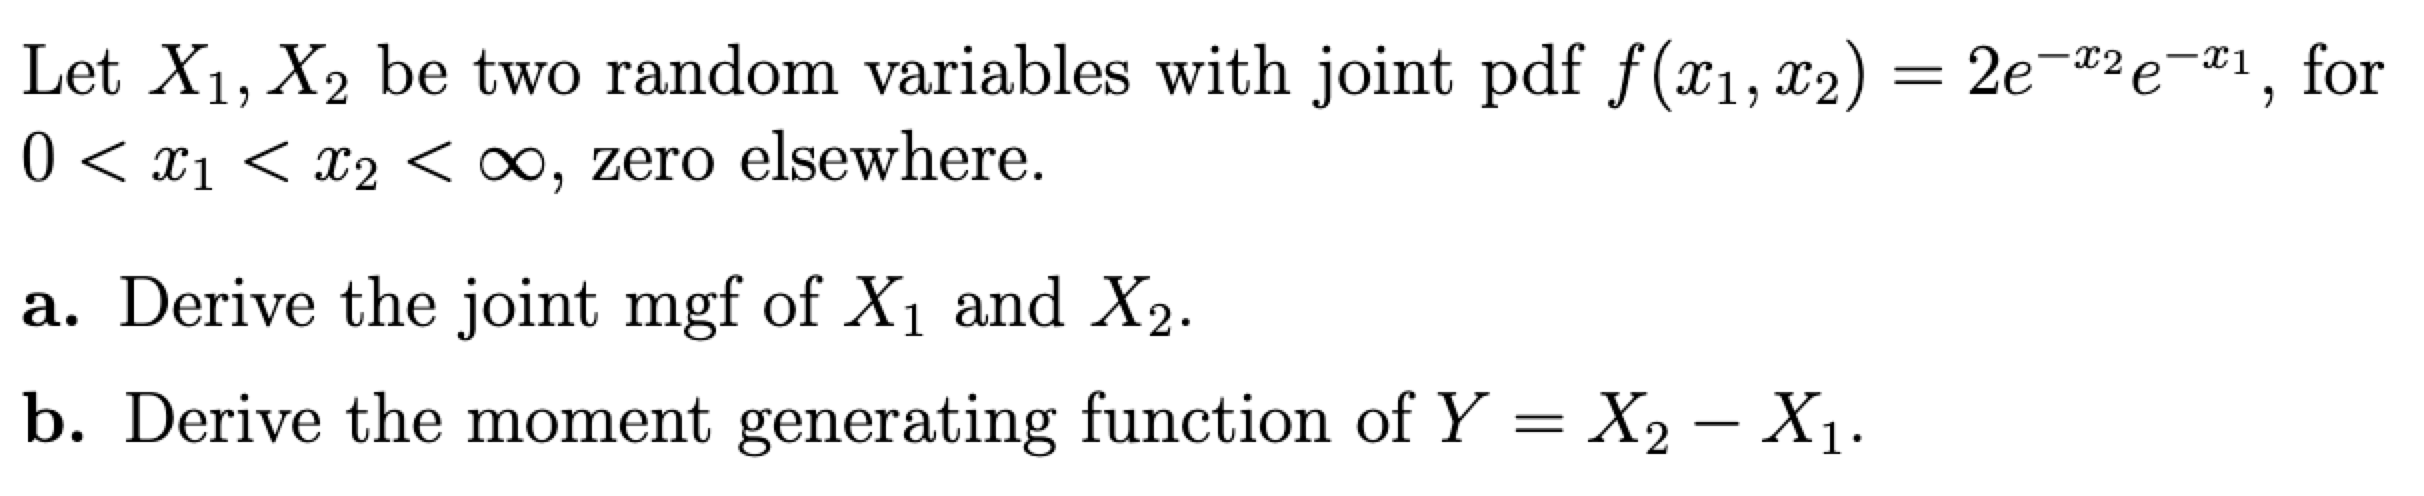 Let $X_1, X_2$ be two random variables with joint pdf $f(x_1, x_2) = 2e^{-x_2}e^{-x_1}$, for
$0 < x_1 < x_2 < \infty$, zero elsewhere.
a. Derive the joint mgf of $X_1$ and $X_2$.
b. Derive the moment generating function of $Y = X_2 - X_1$.